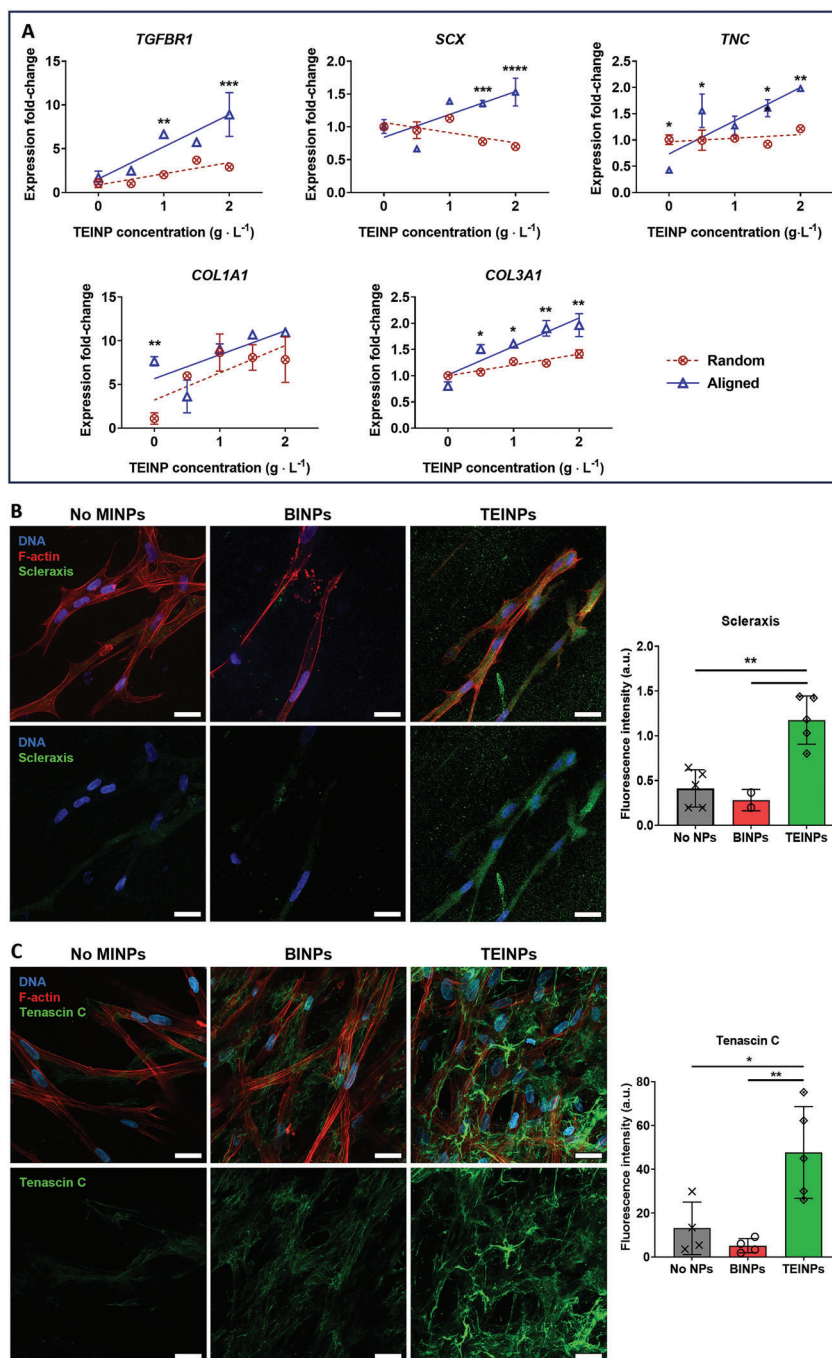 A
TGFBR1
Expression fold-change
15
10
5
0
0 1 2
** ***
TEINP concentration (g · L⁻¹)
SCX
Expression fold-change
2.0
1.5
1.0
0.5
0.0
0 1 2
*** ****
TEINP concentration (g · L⁻¹)
TNC
Expression fold-change
2.5
2.0
1.5
1.0
0.5
0.0
0 1 2
* * * **
TEINP concentration (g·L⁻¹)
COL1A1
Expression fold-change
15
10
5
0
0 1 2
**
TEINP concentration (g · L⁻¹)
COL3A1
Expression fold-change
2.5
2.0
1.5
1.0
0.5
0.0
0 1 2
* * ** **
TEINP concentration (g · L⁻¹)
Random
Aligned
B
No MINPs BINPs TEINPs
DNA
F-actin
Scleraxis
DNA
Scleraxis
Scleraxis
Fluorescence intensity (a.u.)
2.0
1.5
1.0
0.5
0.0
**
No NPs BINPs TEINPs
C
No MINPs BINPs TEINPs
DNA
F-actin
Tenascin C
Tenascin C
Tenascin C
Fluorescence intensity (a.u.)
80
60
40
20
0
*
**
No NPs BINPs TEINPs